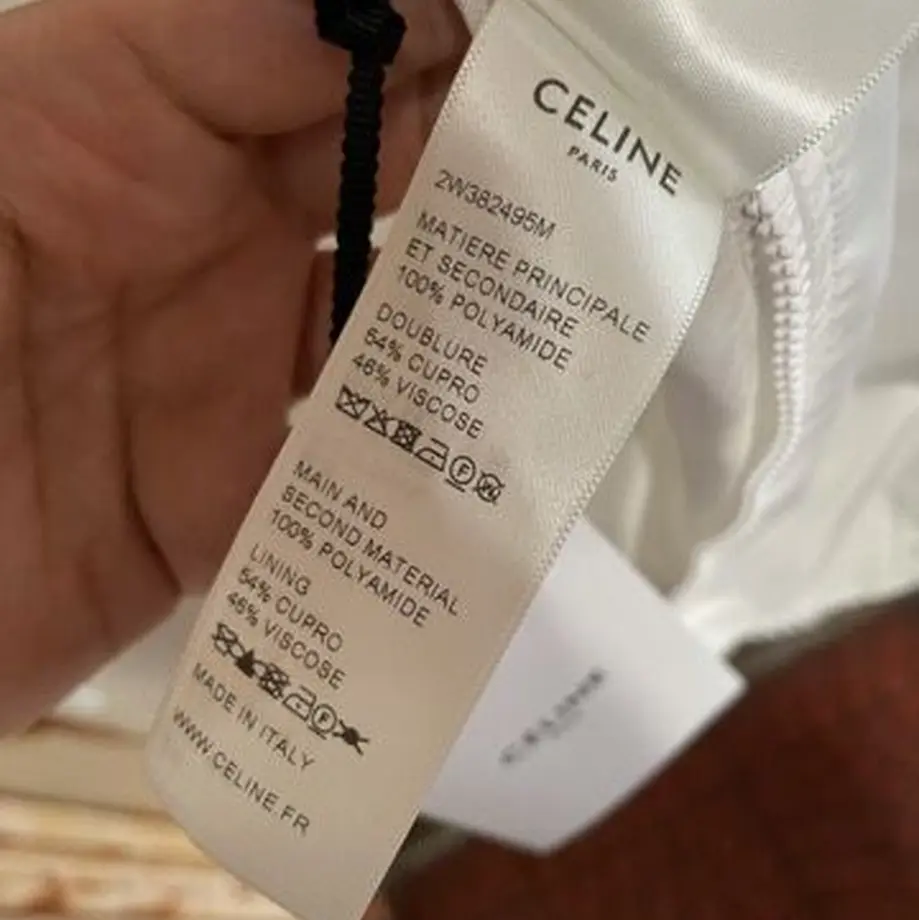 CELINE
PARIS
2W382495M
MATIERE PRINCIPALE
ET SECONDAIRE
100% POLYAMIDE
DOUBLURE
54% CUPRO
46% VISCOSE
MAIN AND
SECOND MATERIAL
100% POLYAMIDE
LINING
54% CUPRO
46% VISCOSE
MADE IN ITALY
WWW.CELINE.FR
CELINE